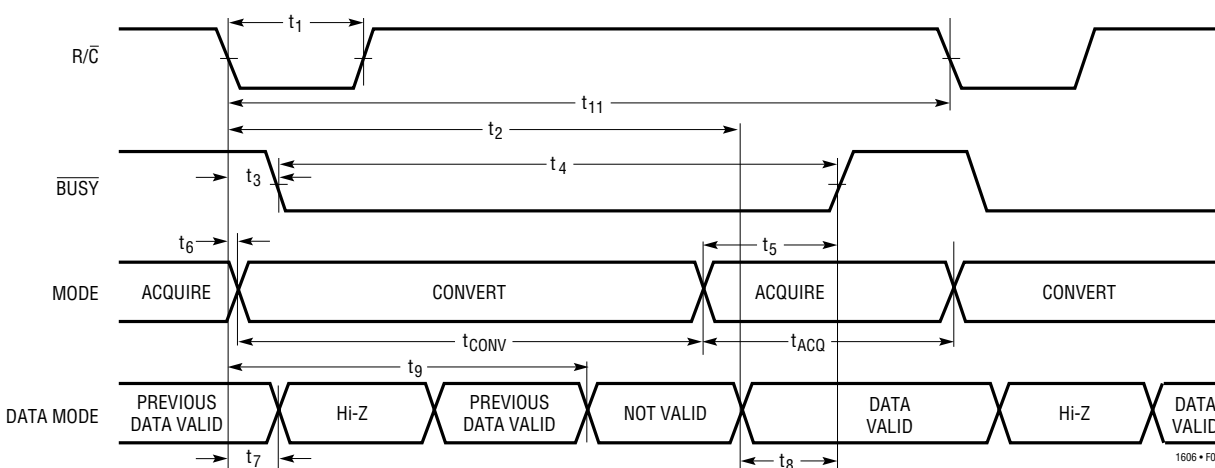 t1
R/C̅
t11
t2
t4
B̅U̅S̅Y̅
t3
t6
t5
MODE
ACQUIRE
CONVERT
ACQUIRE
CONVERT
tCONV
tACQ
t9
DATA MODE
PREVIOUS
DATA VALID
Hi-Z
PREVIOUS
DATA VALID
NOT VALID
DATA
VALID
Hi-Z
DATA
VALID
t7
t8
1606 • F0